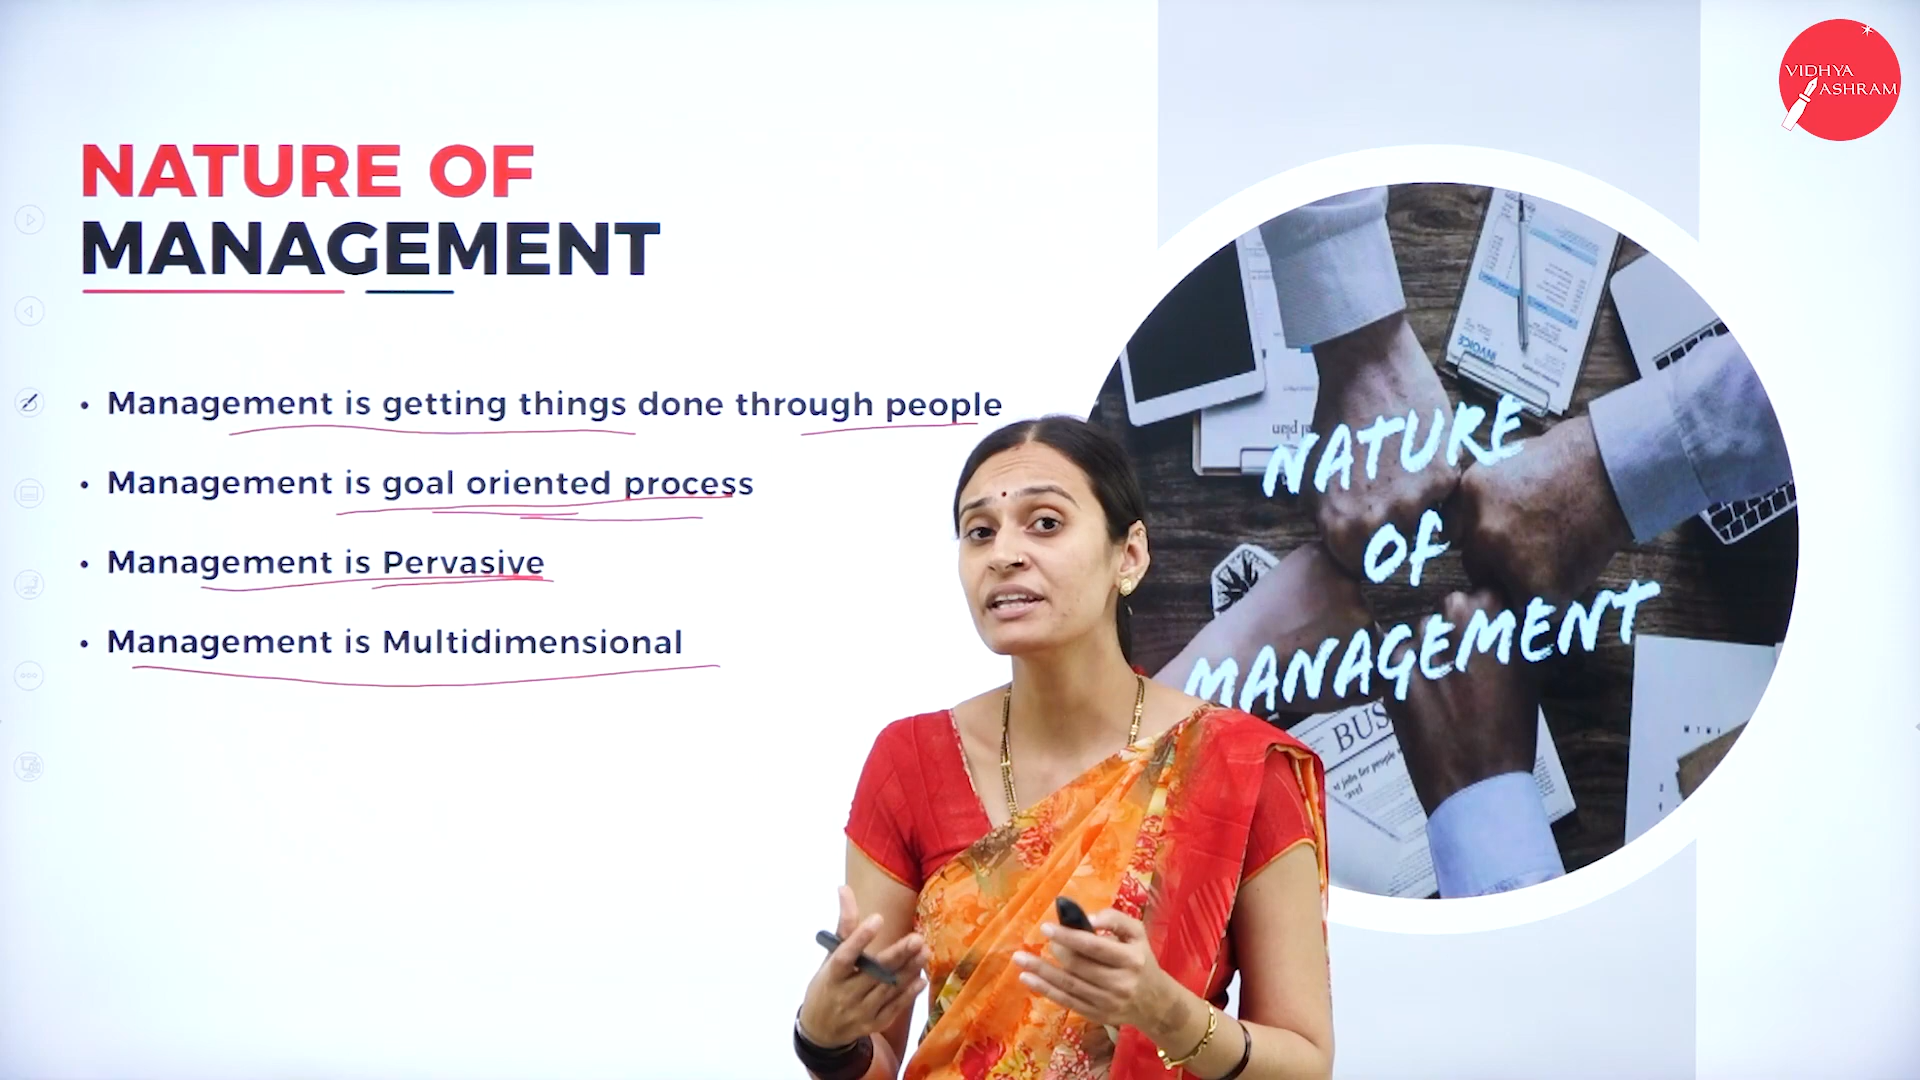 VIDHYA
ASHRAM
NATURE OF
MANAGEMENT
• Management is getting things done through people
• Management is goal oriented process
• Management is Pervasive
• Management is Multidimensional
INVOICE
NATURE
OF
MANAGEMENT